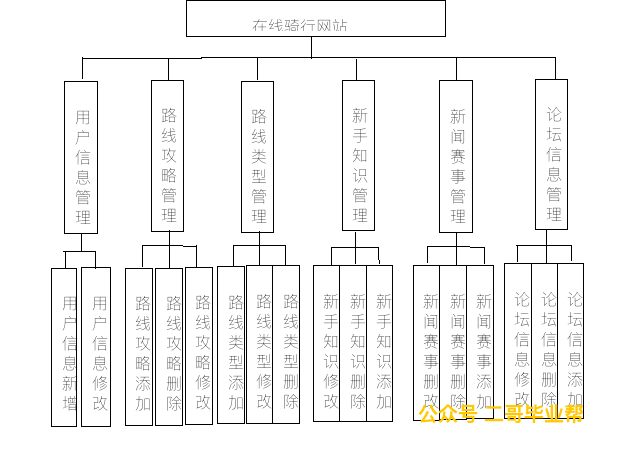 在线骑行网站
用户信息管理
路线攻略管理
路线类型管理
新手知识管理
新闻赛事管理
论坛信息管理
用户信息新增
用户信息修改
路线攻略添加
路线攻略删除
路线攻略修改
路线类型添加
路线类型修改
路线类型删除
新手知识修改
新手知识删除
新手知识添加
新闻赛事删改
新闻赛事删除
新闻赛事添加
论坛信息修改
论坛信息删除
论坛信息添加
公众号 二哥毕业帮